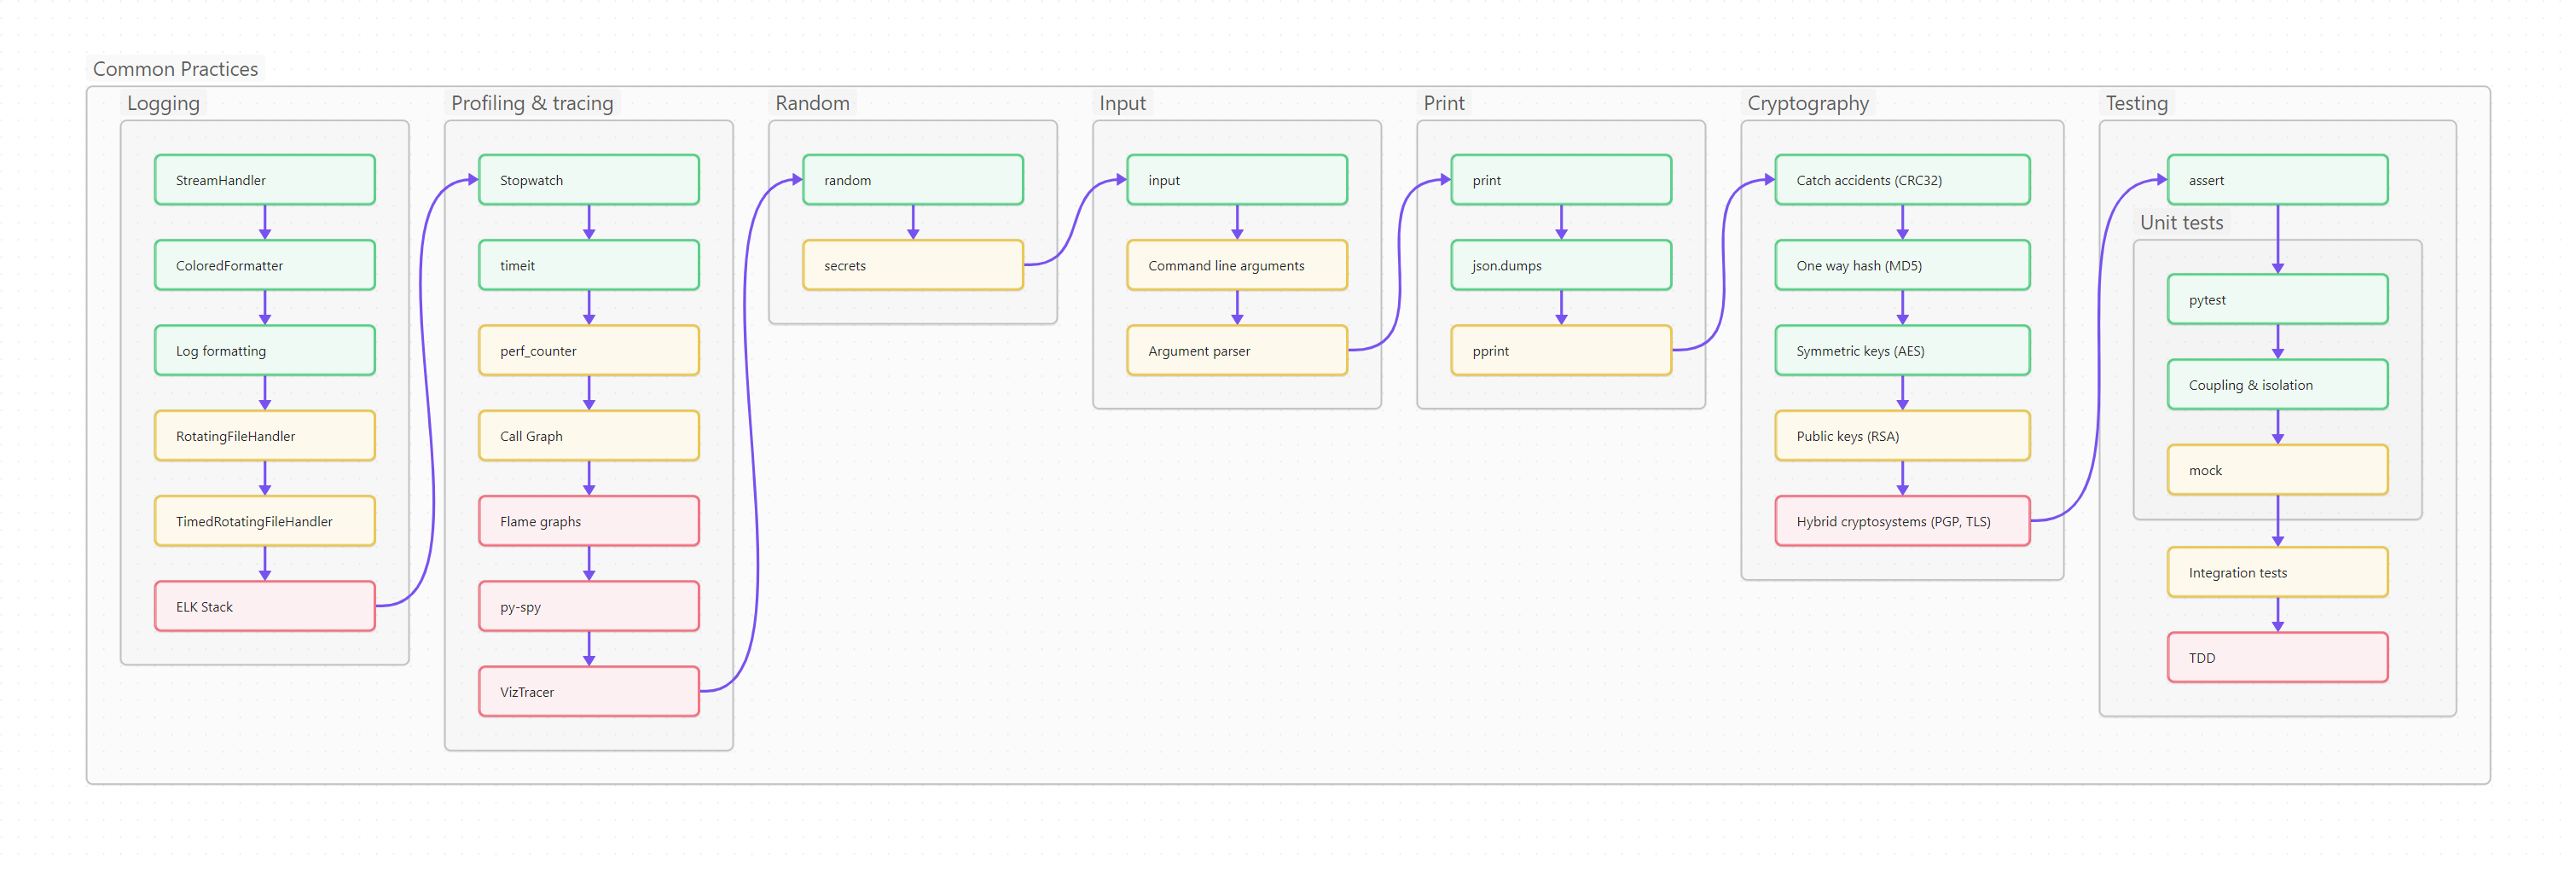 Common Practices
Logging
StreamHandler
ColoredFormatter
Log formatting
RotatingFileHandler
TimedRotatingFileHandler
ELK Stack
Profiling & tracing
Stopwatch
timeit
perf_counter
Call Graph
Flame graphs
py-spy
VizTracer
Random
random
secrets
Input
input
Command line arguments
Argument parser
Print
print
json.dumps
pprint
Cryptography
Catch accidents (CRC32)
One way hash (MD5)
Symmetric keys (AES)
Public keys (RSA)
Hybrid cryptosystems (PGP, TLS)
Testing
assert
Unit tests
pytest
Coupling & isolation
mock
Integration tests
TDD